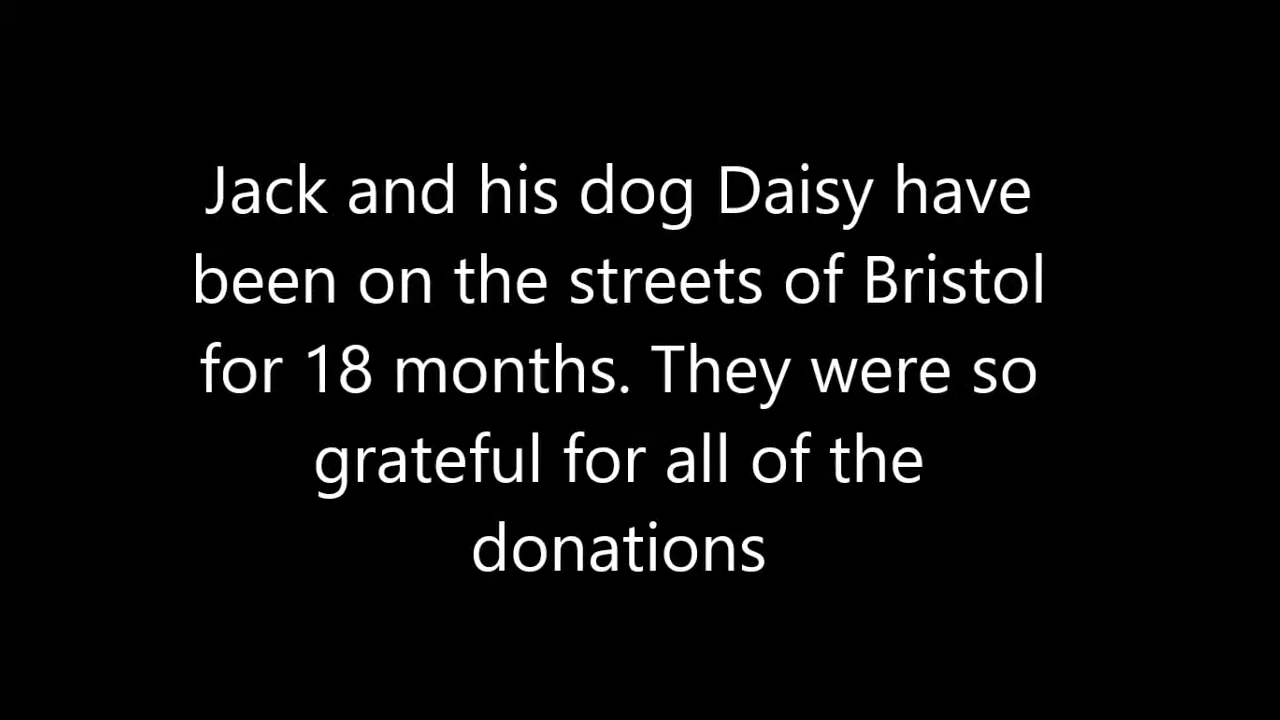 Jack and his dog Daisy have
been on the streets of Bristol
for 18 months. They were so
grateful for all of the
donations